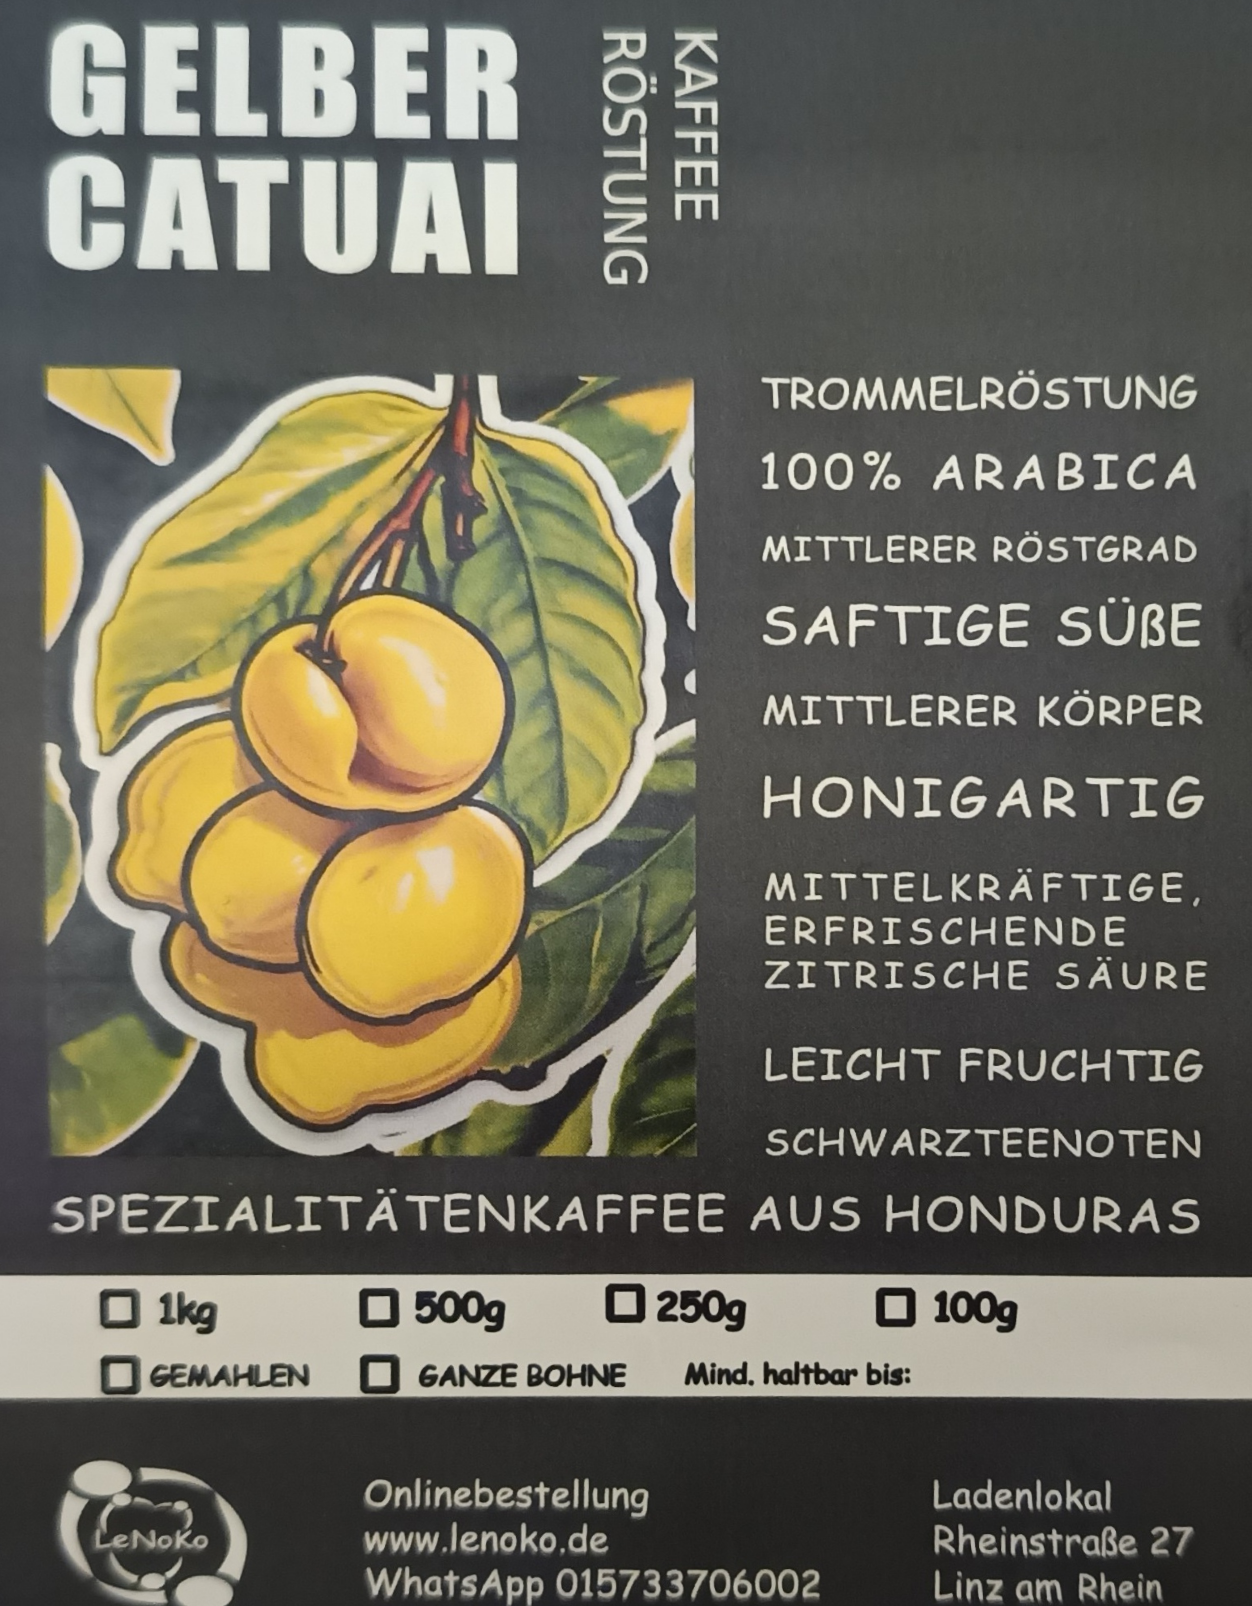 GELBER
CATUAI
KAFFEE
RÖSTUNG
TROMMELRÖSTUNG
100% ARABICA
MITTLERER RÖSTGRAD
SAFTIGE SÜßE
MITTLERER KÖRPER
HONIGARTIG
MITTELKRÄFTIGE,
ERFRISCHENDE
ZITRISCHE SÄURE
LEICHT FRUCHTIG
SCHWARZTEENOTEN
SPEZIALITÄTENKAFFEE AUS HONDURAS
1kg 500g 250g 100g
GEMAHLEN GANZE BOHNE Mind. haltbar bis:
LeNoKo
Onlinebestellung
www.lenoko.de
WhatsApp 015733706002
Ladenlokal
Rheinstraße 27
Linz am Rhein